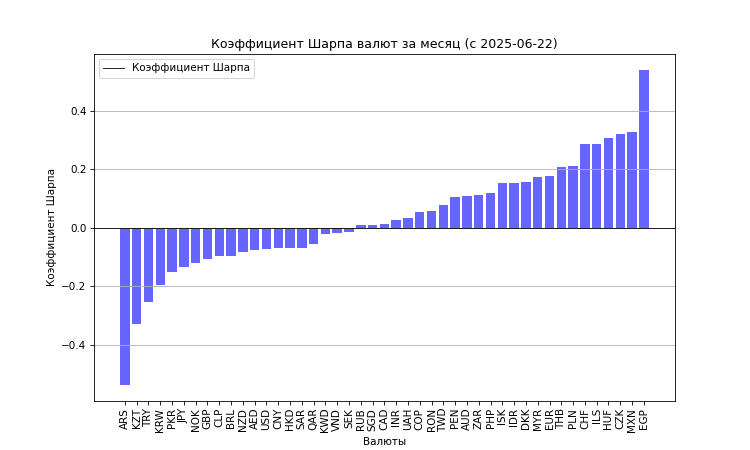 Коэффициент Шарпа валют за месяц (с 2025-06-22)
Коэффициент Шарпа
Коэффициент Шарпа
0.4
0.2
0.0
−0.2
−0.4
ARS KZT TRY KRW PKR JPY NOK GBP CLP BRL NZD AED USD CNY HKD SAR QAR KWD VND SEK RUB SGD CAD INR UAH COP RON TWD PEN AUD ZAR PHP ISK IDR DKK MYR EUR THB PLN CHF ILS HUF CZK MXN EGP
Валюты